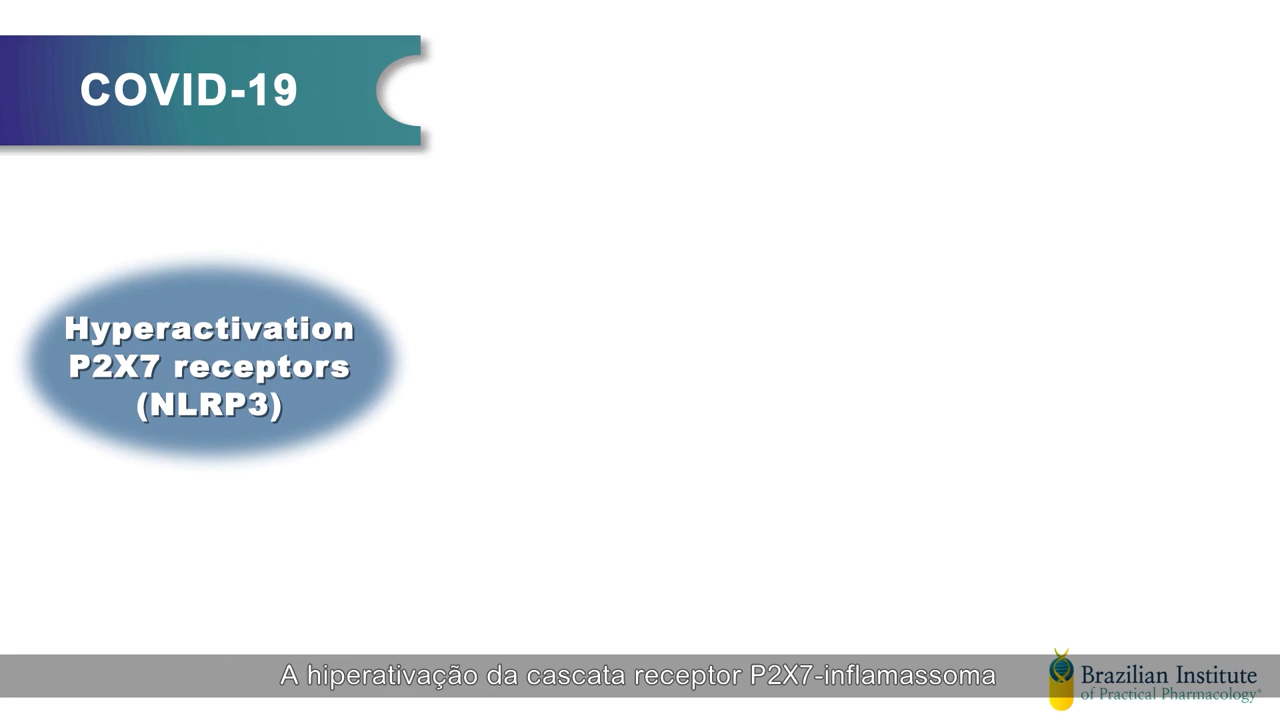 COVID-19
Hyperactivation
P2X7 receptors
(NLRP3)
A hiperativação da cascata receptor P2X7-inflamassoma
Brazilian Institute
of Practical Pharmacology